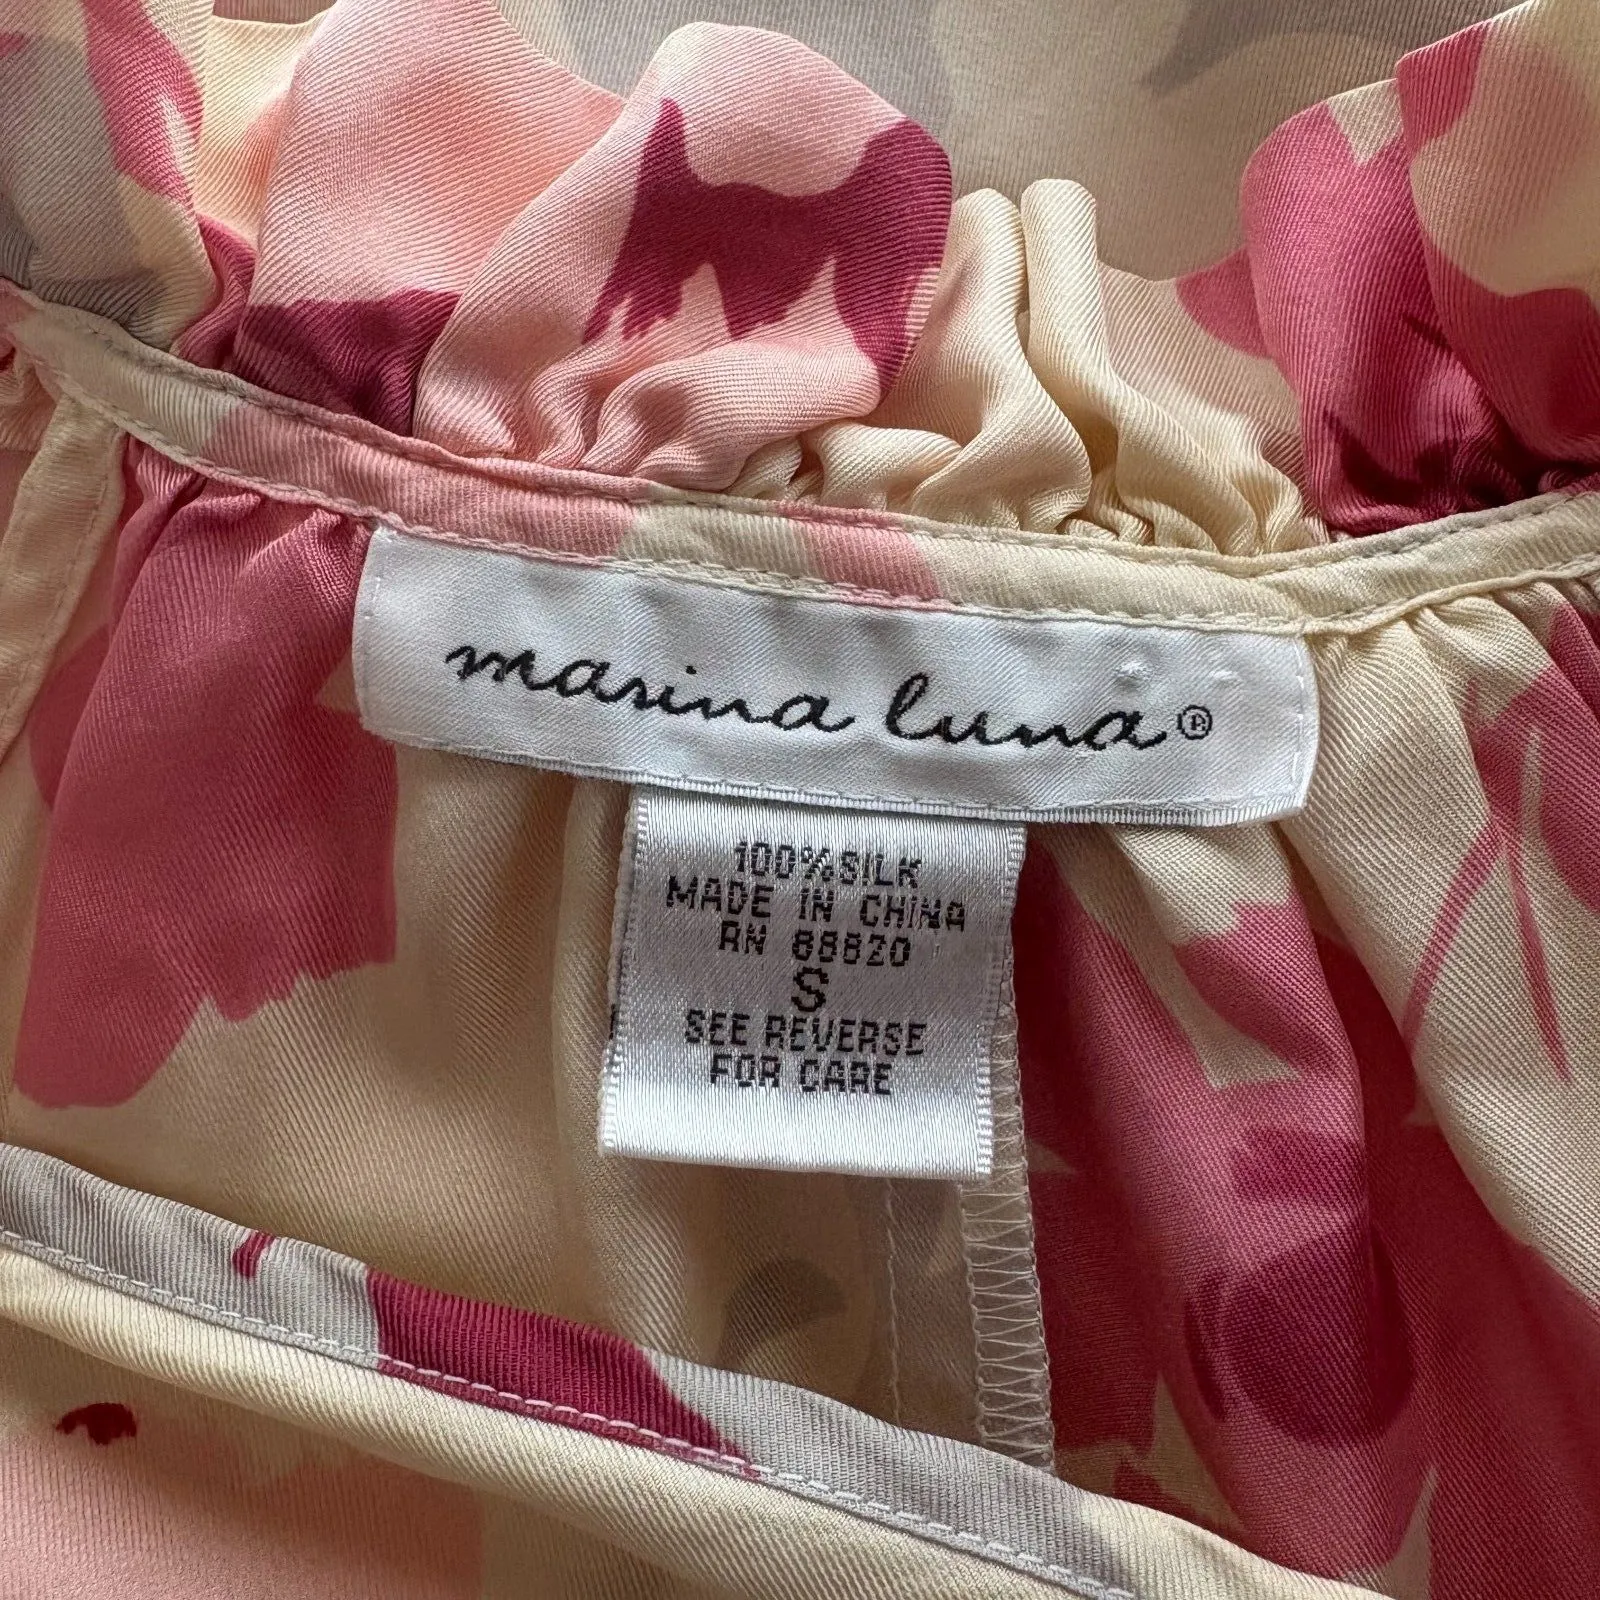 marina luna®
100%SILK
MADE IN CHINA
RN 88820
S
SEE REVERSE
FOR CARE